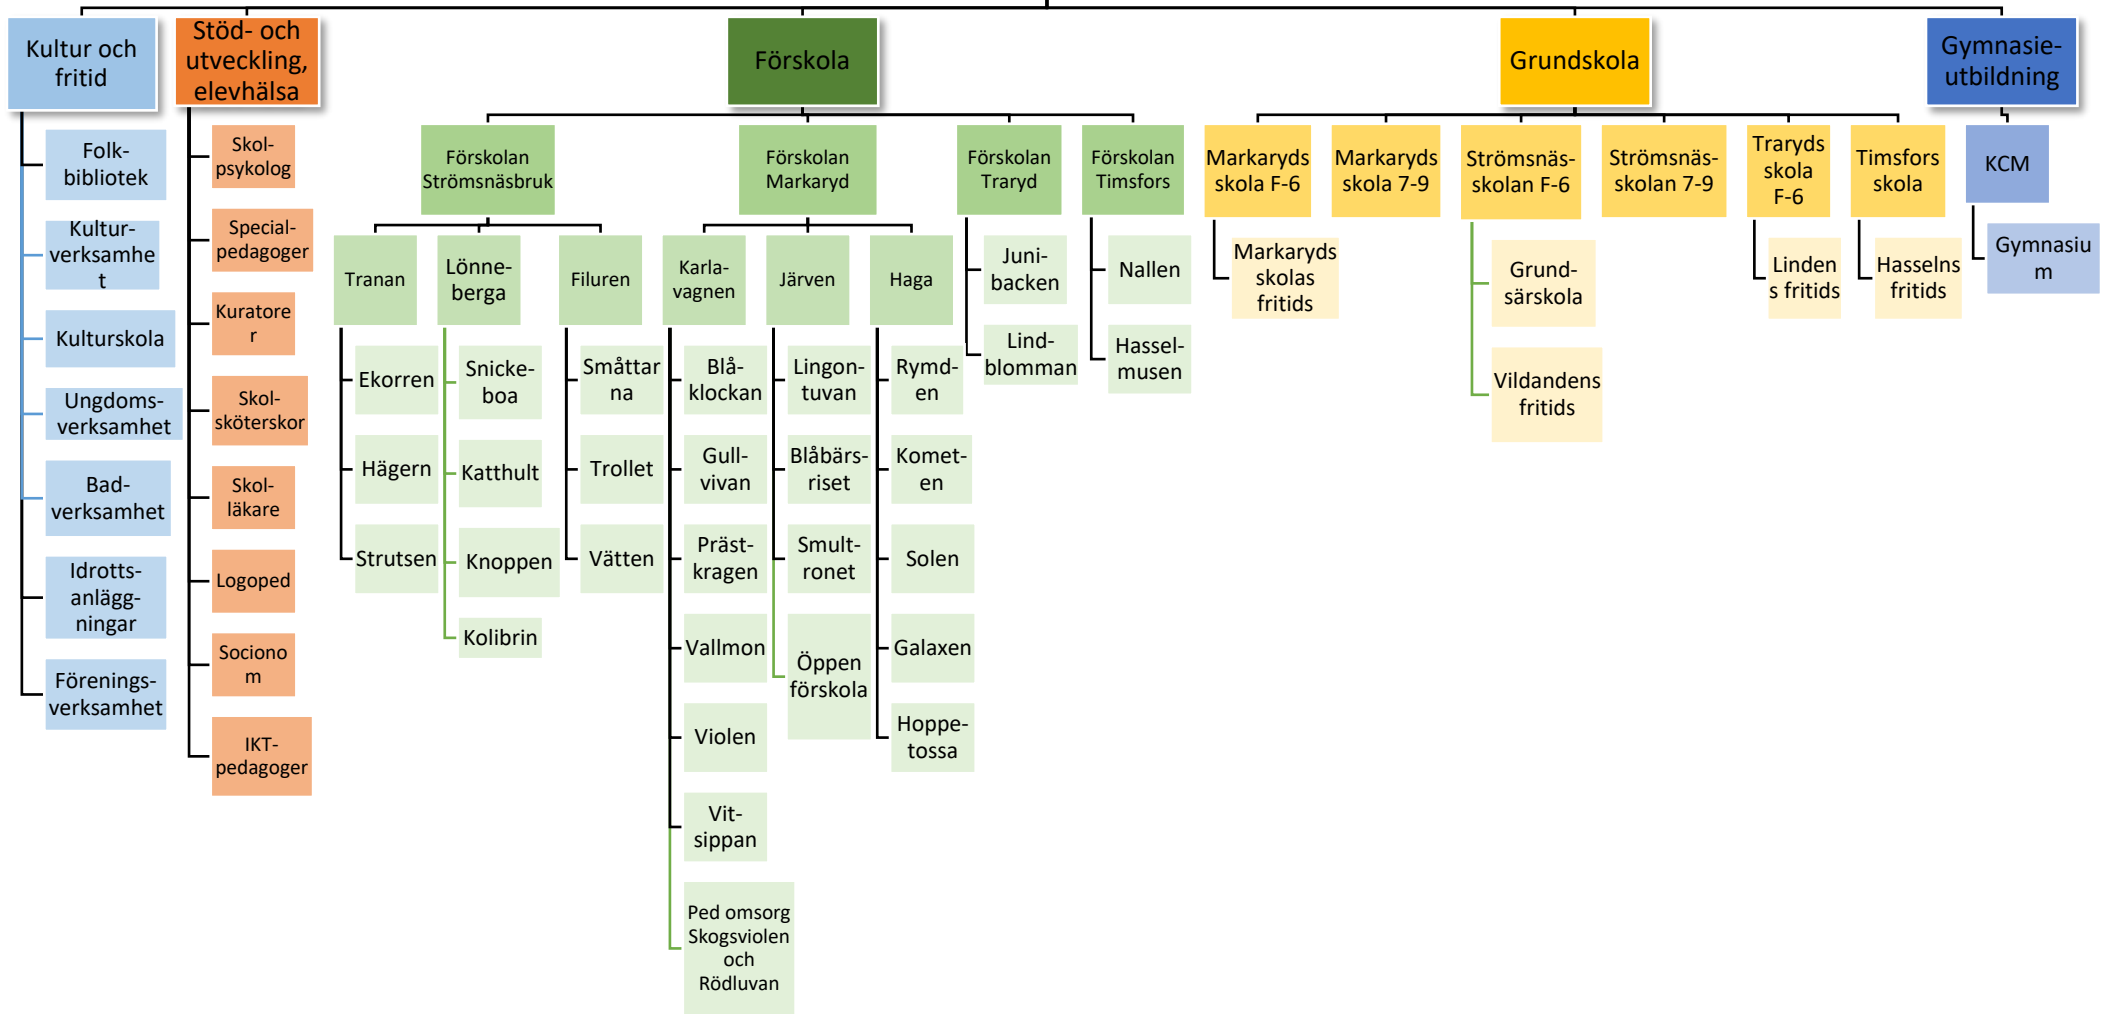 Kultur och
fritid
Stöd- och
utveckling,
elevhälsa
Förskola
Grundskola
Gymnasie-
utbildning
Folk-
bibliotek
Kultur-
verksamhe
t
Kulturskola
Ungdoms-
verksamhet
Bad-
verksamhet
Idrotts-
anlägg-
ningar
Förenings-
verksamhet
Skol-
psykolog
Special-
pedagoger
Kuratore
r
Skol-
sköterskor
Skol-
läkare
Logoped
Socionom
m
IKT-
pedagoger
Förskolan
Strömsnäsbruk
Tranan
Ekorren
Hägern
Strutsen
Lönne-
berga
Snicke-
boa
Katthult
Knoppen
Kolibrin
Filuren
Småttar
na
Trollet
Vätten
Förskolan
Markaryd
Karla-
vagnen
Blå-
klockan
Gull-
vivan
Präst-
kragen
Vallmon
Violen
Vit-
sippan
Ped omsorg
Skogsviolen
och
Rödluvan
Järven
Lingon-
tuvan
Blåbärs-
riset
Smult-
ronet
Öppen
förskola
Haga
Rymd-
en
Komet-
en
Solen
Galaxen
Hoppe-
tossa
Förskolan
Traryd
Juni-
backen
Lind-
blomman
Förskolan
Timsfors
Nallen
Hassel-
musen
Markaryds
skola F-6
Markaryds
skolas
fritids
Markaryds
skola 7-9
Strömsnäs-
skolan F-6
Grund-
särskola
Vildandens
fritids
Strömsnäs-
skolan 7-9
Traryds
skola
F-6
Linden
s fritids
Timsfors
skola
Hasselns
fritids
KCM
Gymnasiu
m